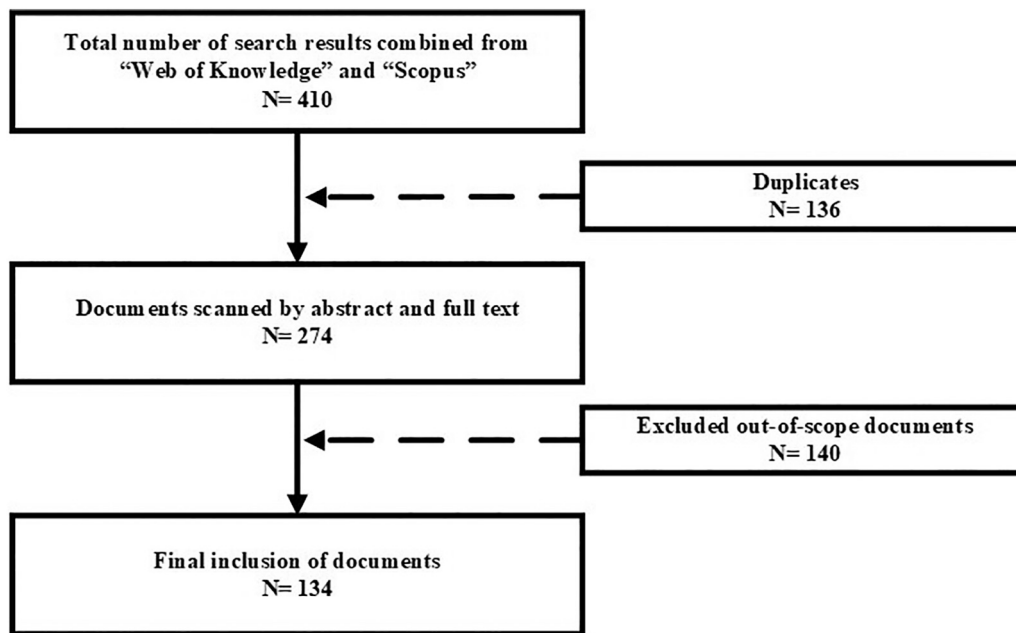 Total number of search results combined from
“Web of Knowledge” and “Scopus”
N= 410
Duplicates
N= 136
Documents scanned by abstract and full text
N= 274
Excluded out-of-scope documents
N= 140
Final inclusion of documents
N= 134